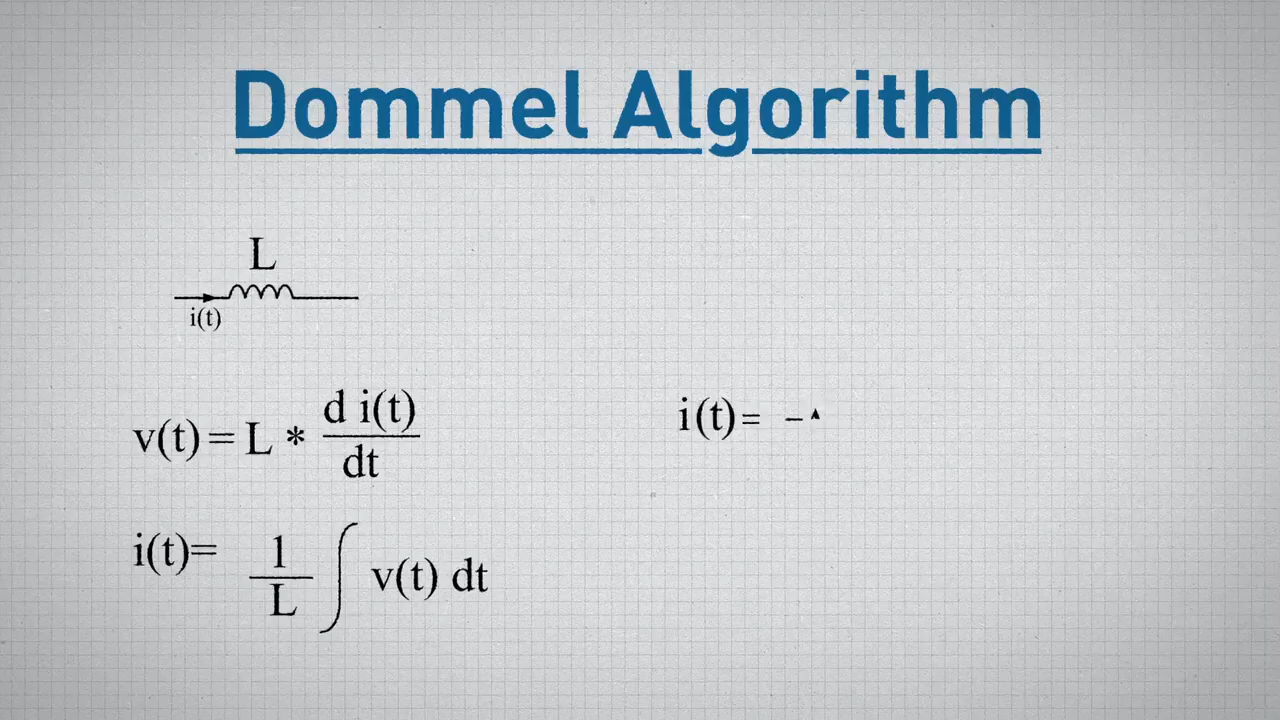 Dommel Algorithm
L
i(t)
v(t) = L * d i(t)
dt
i(t)= 1
L
∫ v(t) dt
i(t)= –